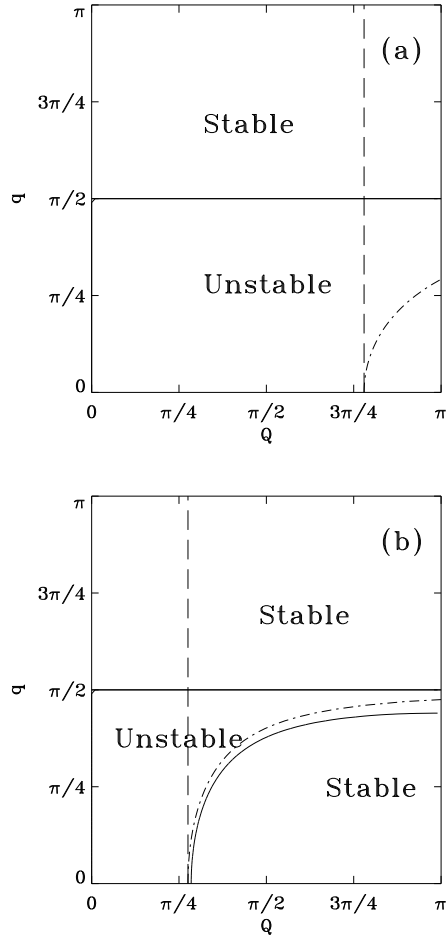 π
(a)
3π/4
Stable
q
π/2
Unstable
π/4
0
0 π/4 π/2 3π/4 π
Q
π
(b)
3π/4
Stable
q
π/2
Unstable
π/4
Stable
0
0 π/4 π/2 3π/4 π
Q